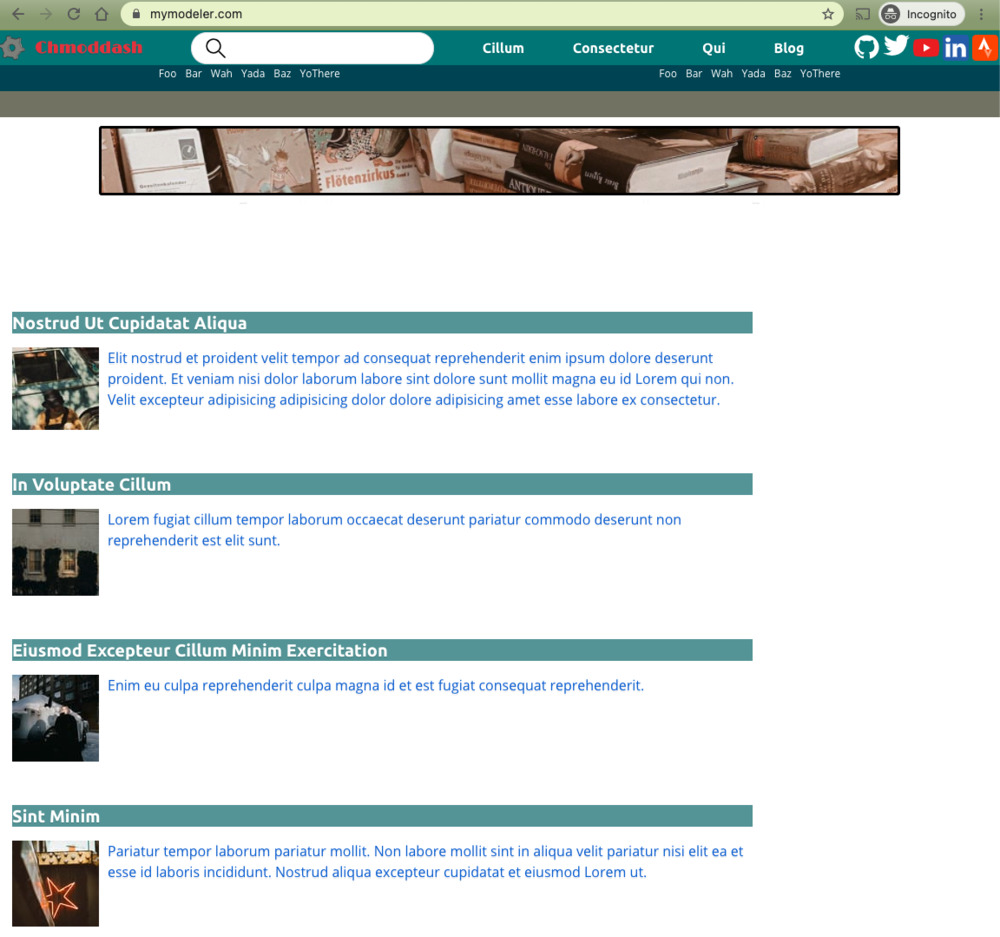 mymodeler.com
Incognito
Chmoddash
Cillum Consectetur Qui Blog
Foo Bar Wah Yada Baz YoThere
Foo Bar Wah Yada Baz YoThere
Flötenzirkus
Nostrud Ut Cupidatat Aliqua
Elit nostrud et proident velit tempor ad consequat reprehenderit enim ipsum dolore deserunt
proident. Et veniam nisi dolor laborum labore sint dolore sunt mollit magna eu id Lorem qui non.
Velit excepteur adipisicing adipisicing dolor dolore adipisicing amet esse labore ex consectetur.
In Voluptate Cillum
Lorem fugiat cillum tempor laborum occaecat deserunt pariatur commodo deserunt non
reprehenderit est elit sunt.
Eiusmod Excepteur Cillum Minim Exercitation
Enim eu culpa reprehenderit culpa magna id et est fugiat consequat reprehenderit.
Sint Minim
Pariatur tempor laborum pariatur mollit. Non labore mollit sint in aliqua velit pariatur nisi elit ea et
esse id laboris incididunt. Nostrud aliqua excepteur cupidatat et eiusmod Lorem ut.